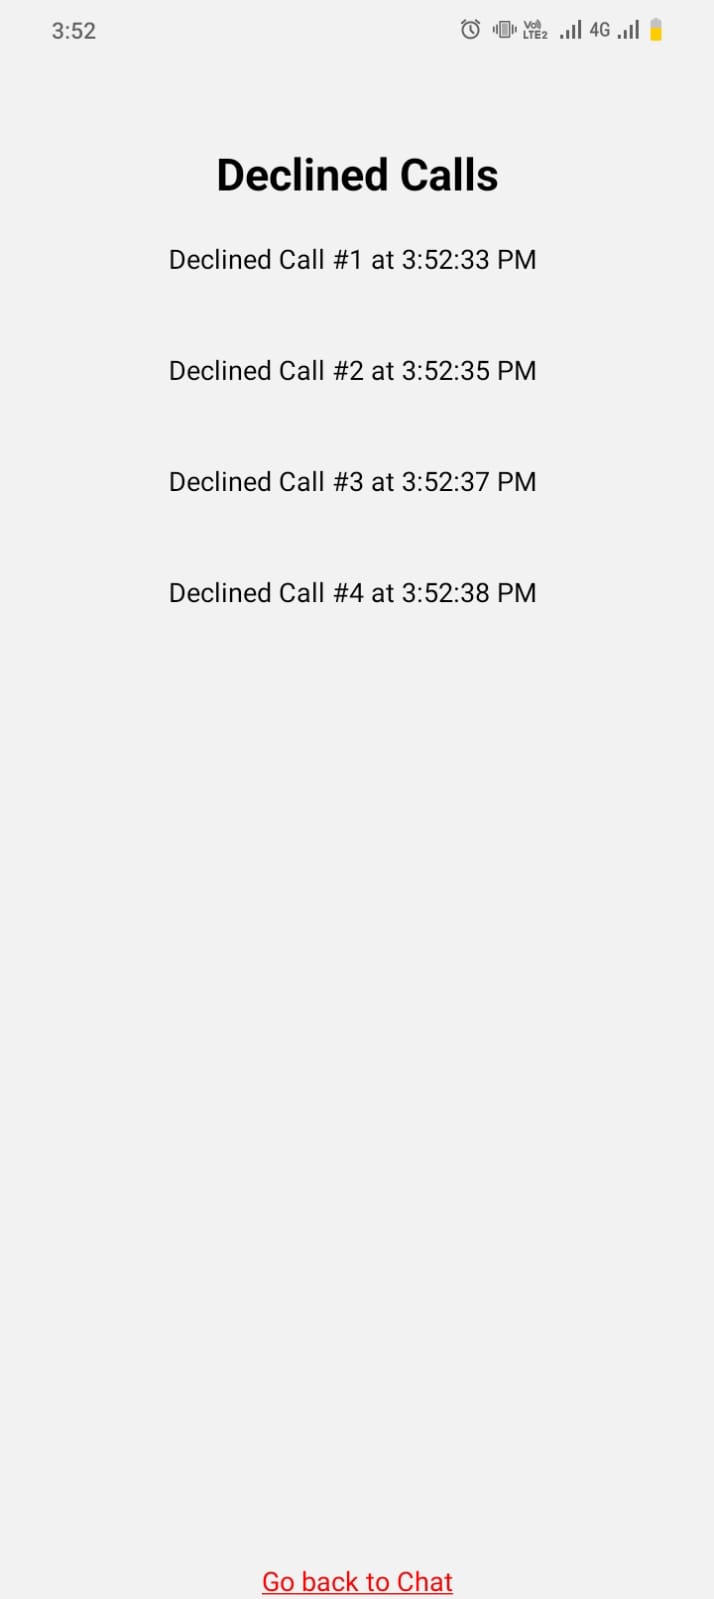 3:52
Vo)) 4G
LTE2
Declined Calls
Declined Call #1 at 3:52:33 PM
Declined Call #2 at 3:52:35 PM
Declined Call #3 at 3:52:37 PM
Declined Call #4 at 3:52:38 PM
Go back to Chat